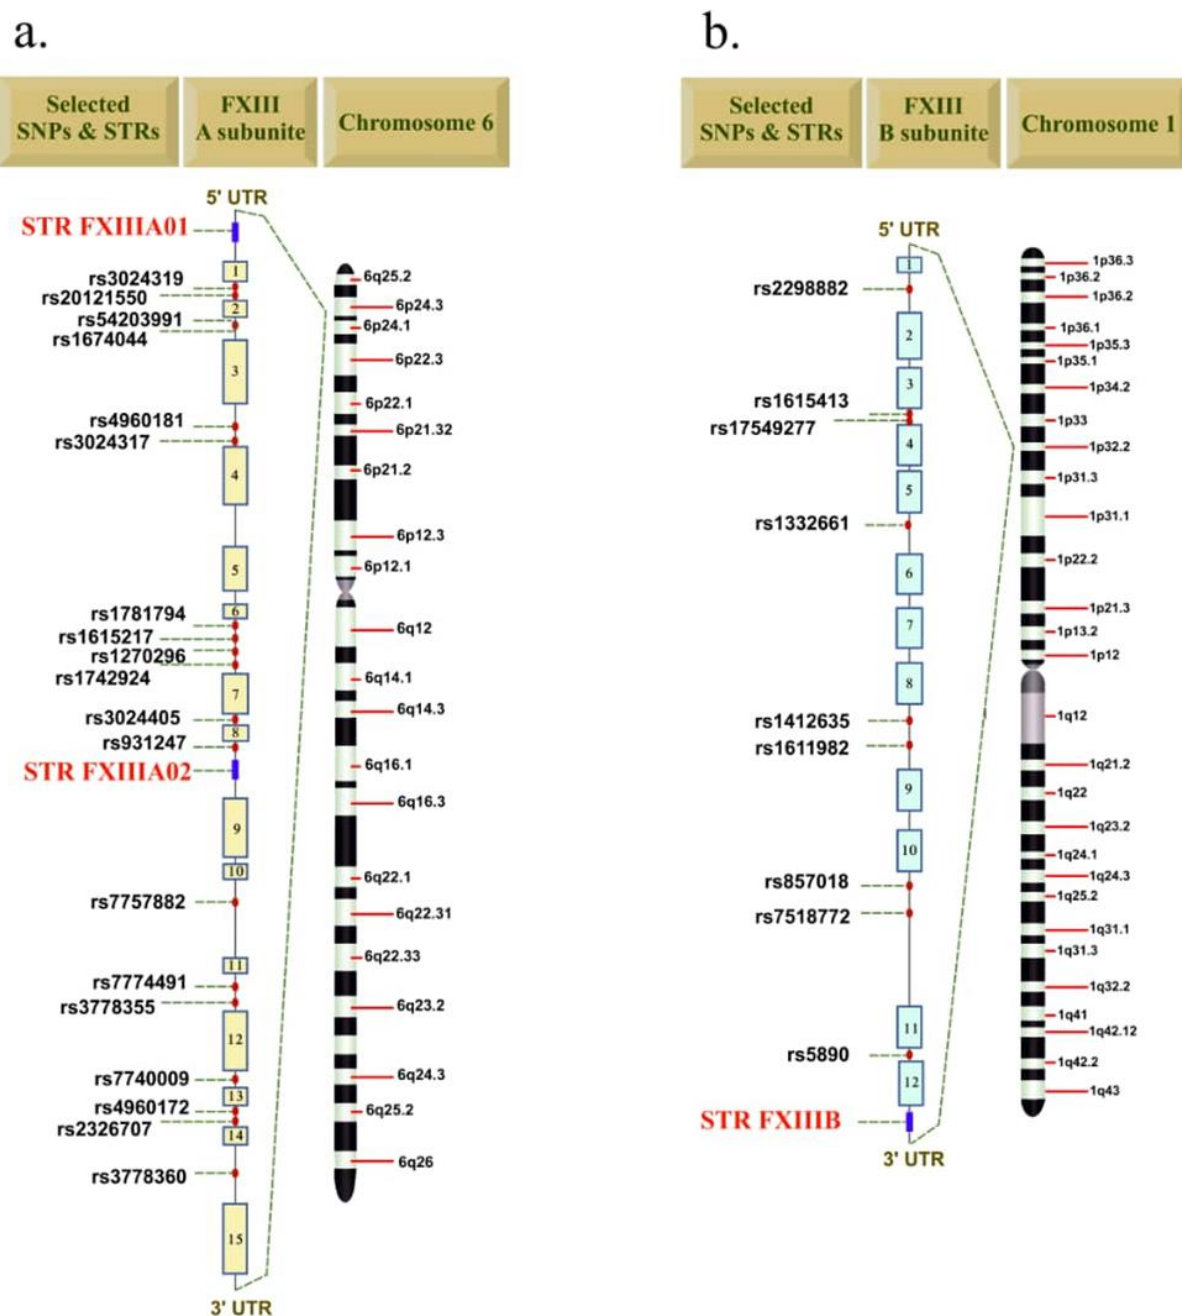 a.
Selected
SNPs & STRs
FXIII
A subunite
Chromosome 6
5' UTR
STR FXIIIA01
rs3024319
rs20121550
rs54203991
rs1674044
rs4960181
rs3024317
rs1781794
rs1615217
rs1270296
rs1742924
rs3024405
rs931247
STR FXIIIA02
rs7757882
rs7774491
rs3778355
rs7740009
rs4960172
rs2326707
rs3778360
1
2
3
4
5
6
7
8
9
10
11
12
13
14
15
3' UTR
6q25.2
6p24.3
6p24.1
6p22.3
6p22.1
6p21.32
6p21.2
6p12.3
6p12.1
6q12
6q14.1
6q14.3
6q16.1
6q16.3
6q22.1
6q22.31
6q22.33
6q23.2
6q24.3
6q25.2
6q26
b.
Selected
SNPs & STRs
FXIII
B subunite
Chromosome 1
5' UTR
rs2298882
rs1615413
rs17549277
rs1332661
rs1412635
rs1611982
rs857018
rs7518772
rs5890
STR FXIIIB
1
2
3
4
5
6
7
8
9
10
11
12
3' UTR
1p36.3
1p36.2
1p36.2
1p36.1
1p35.3
1p35.1
1p34.2
1p33
1p32.2
1p31.3
1p31.1
1p22.2
1p21.3
1p13.2
1p12
1q12
1q21.2
1q22
1q23.2
1q24.1
1q24.3
1q25.2
1q31.1
1q31.3
1q32.2
1q41
1q42.12
1q42.2
1q43